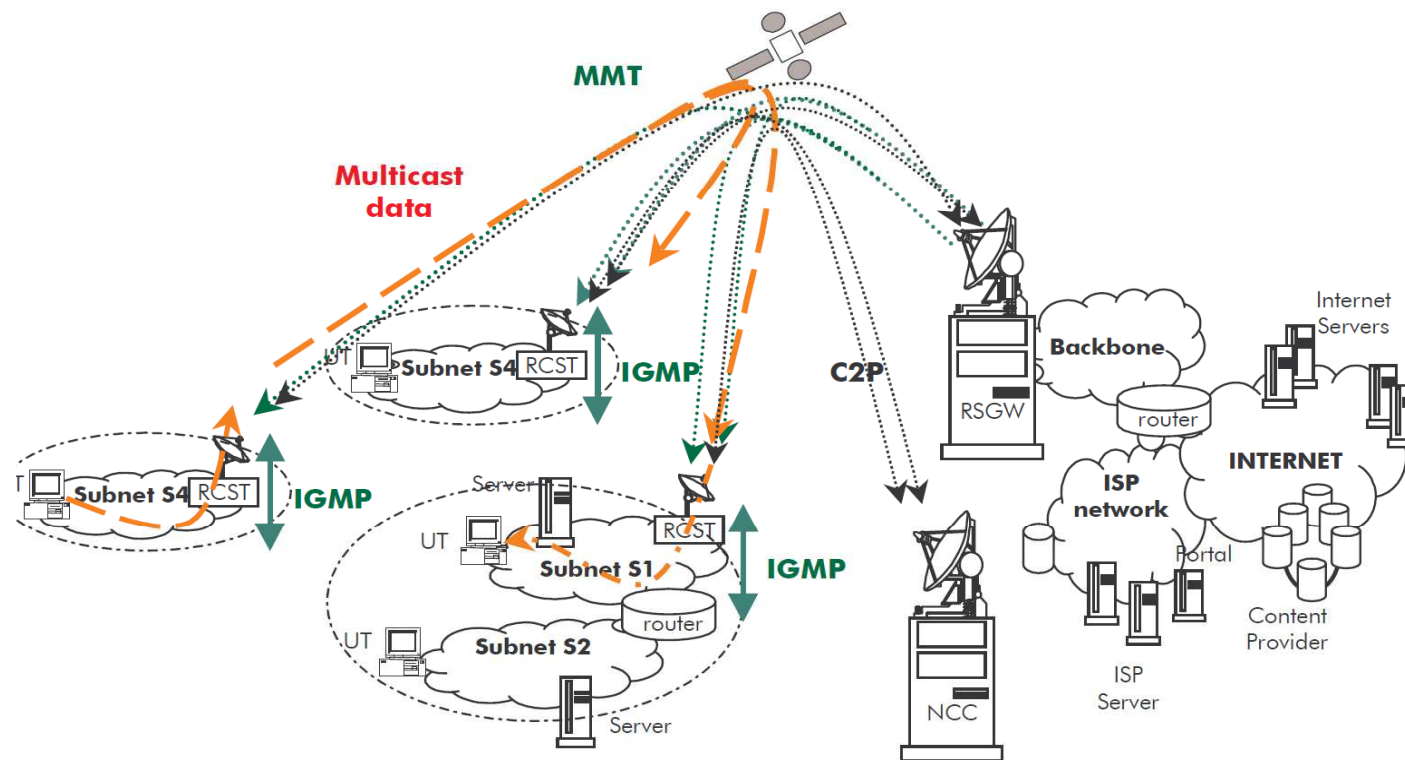 MMT
Multicast
data
Internet
Servers
Backbone
UT
Subnet S4
RCST
IGMP
C2P
RSGW
router
INTERNET
T
Subnet S4
RCST
IGMP
Server
ISP
network
UT
RCST
Portal
Subnet S1
IGMP
router
Content
Provider
UT
Subnet S2
ISP
Server
NCC
Server